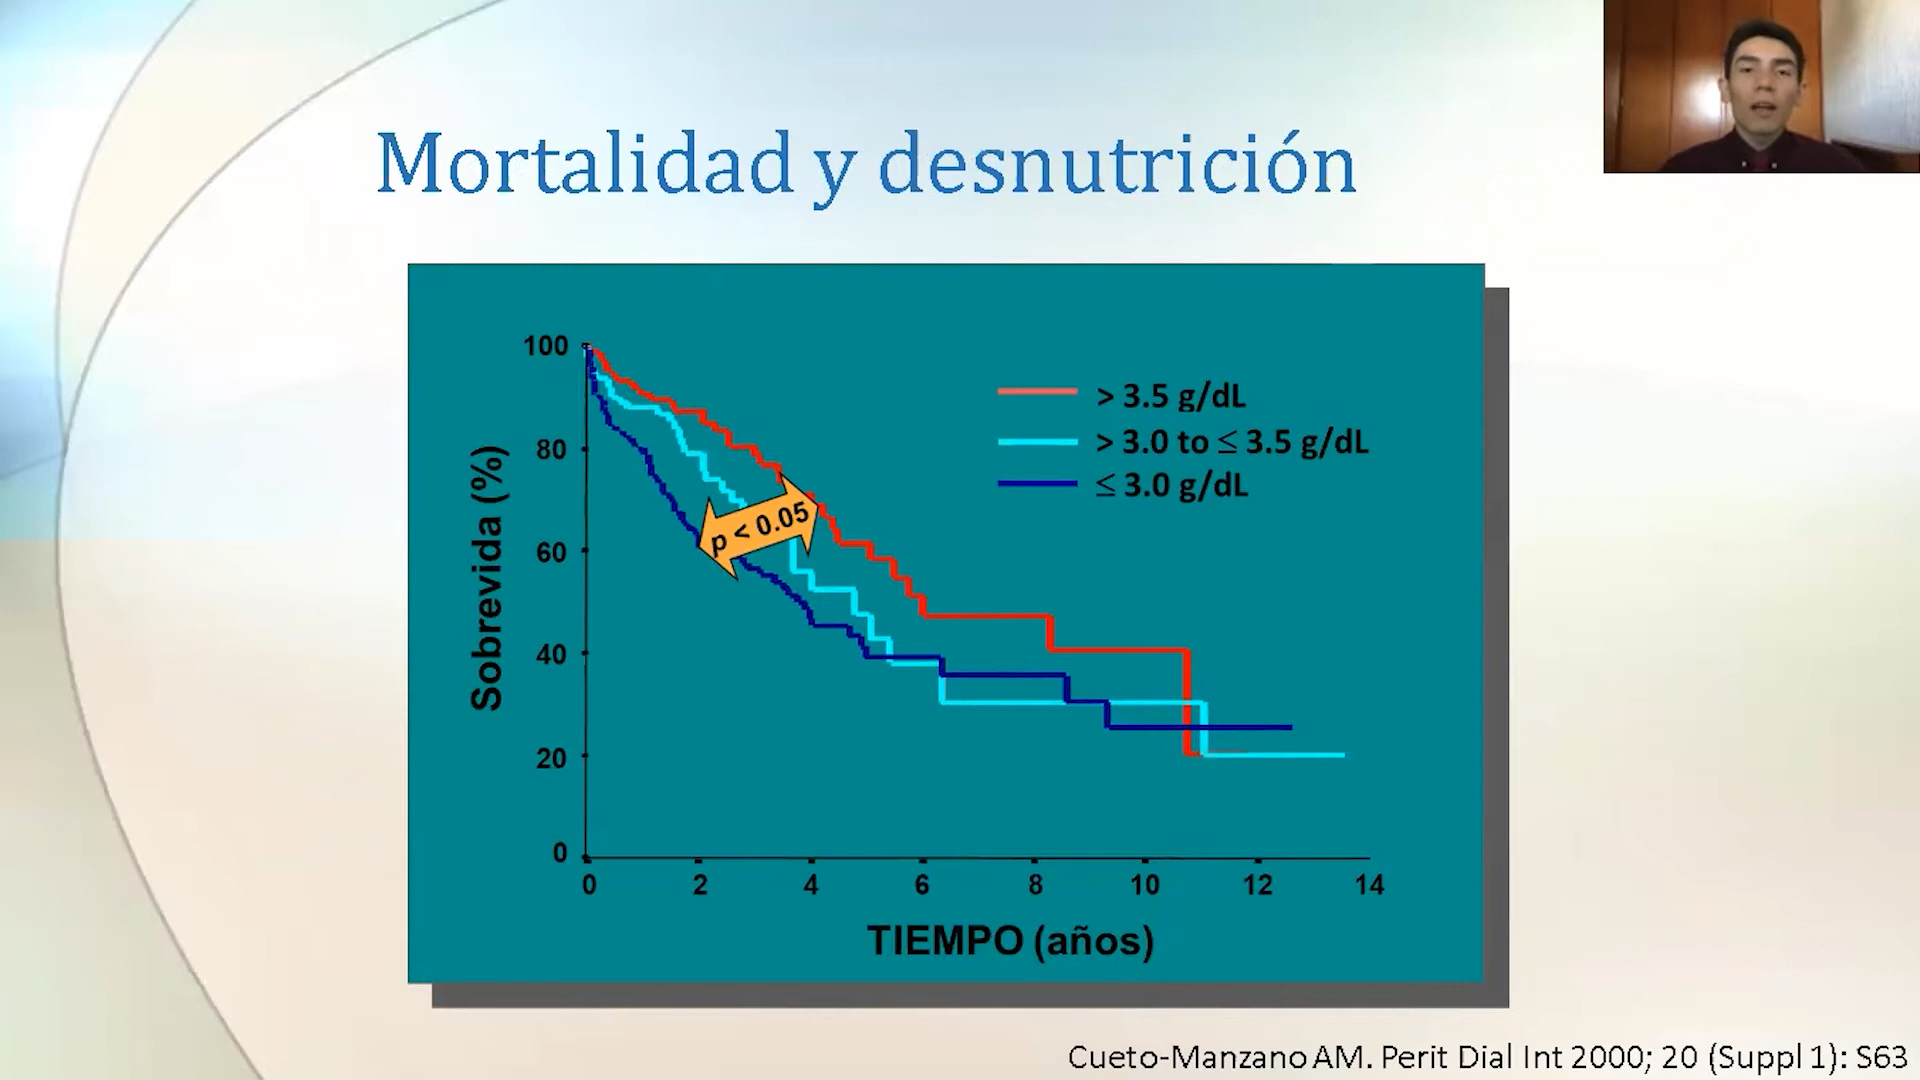 Mortalidad y desnutrición
100
80
60
40
20
0
Sobrevida (%)
> 3.5 g/dL
> 3.0 to ≤ 3.5 g/dL
≤ 3.0 g/dL
p < 0.05
0 2 4 6 8 10 12 14
TIEMPO (años)
Cueto-Manzano AM. Perit Dial Int 2000; 20 (Suppl 1): S63